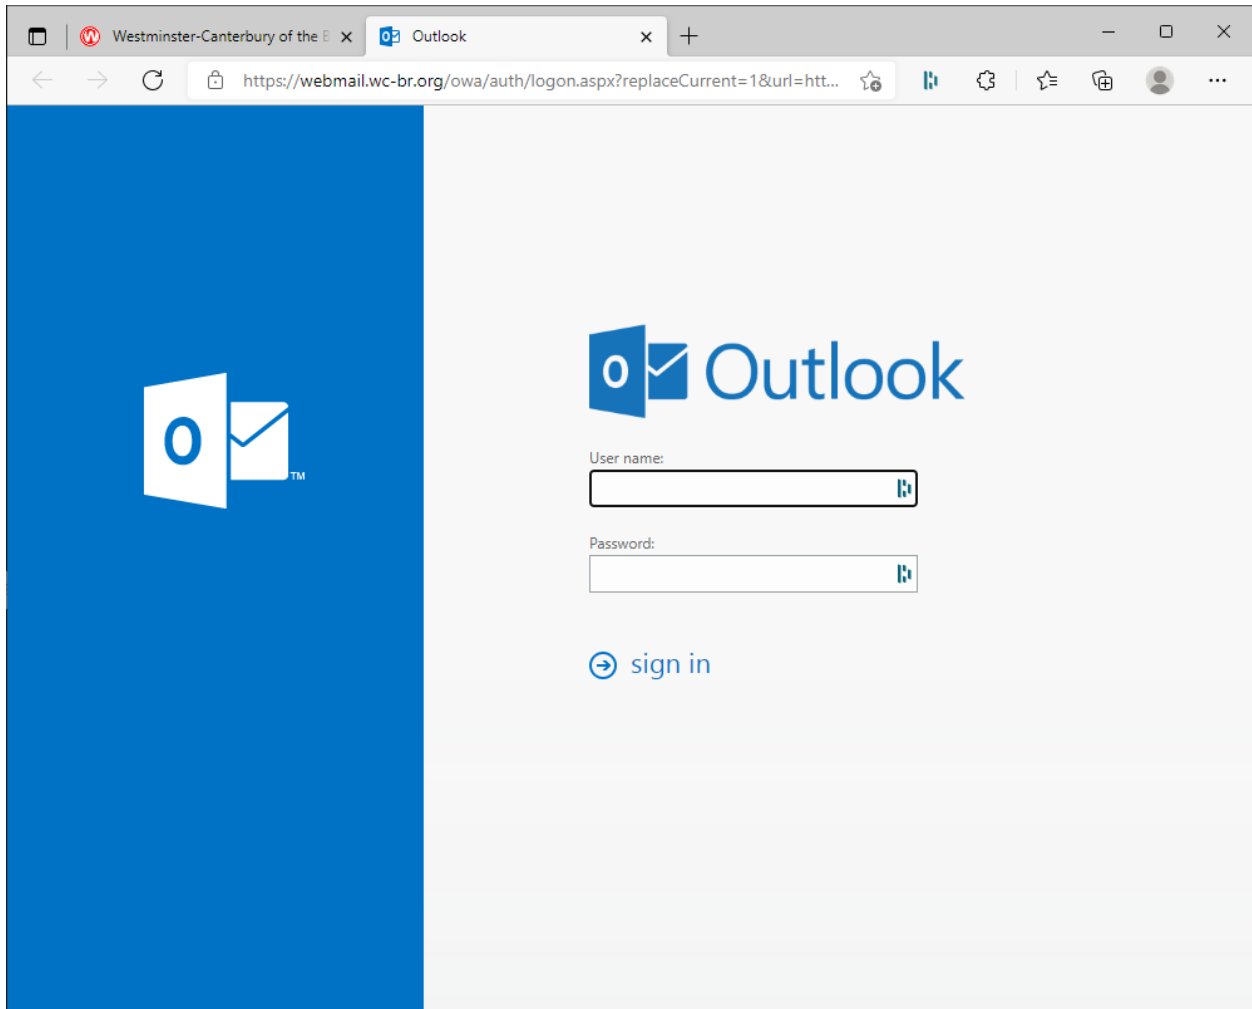 Westminster-Canterbury of the B
Outlook
https://webmail.wc-br.org/owa/auth/logon.aspx?replaceCurrent=1&url=htt...
O
TM
Outlook
User name:
Password:
sign in